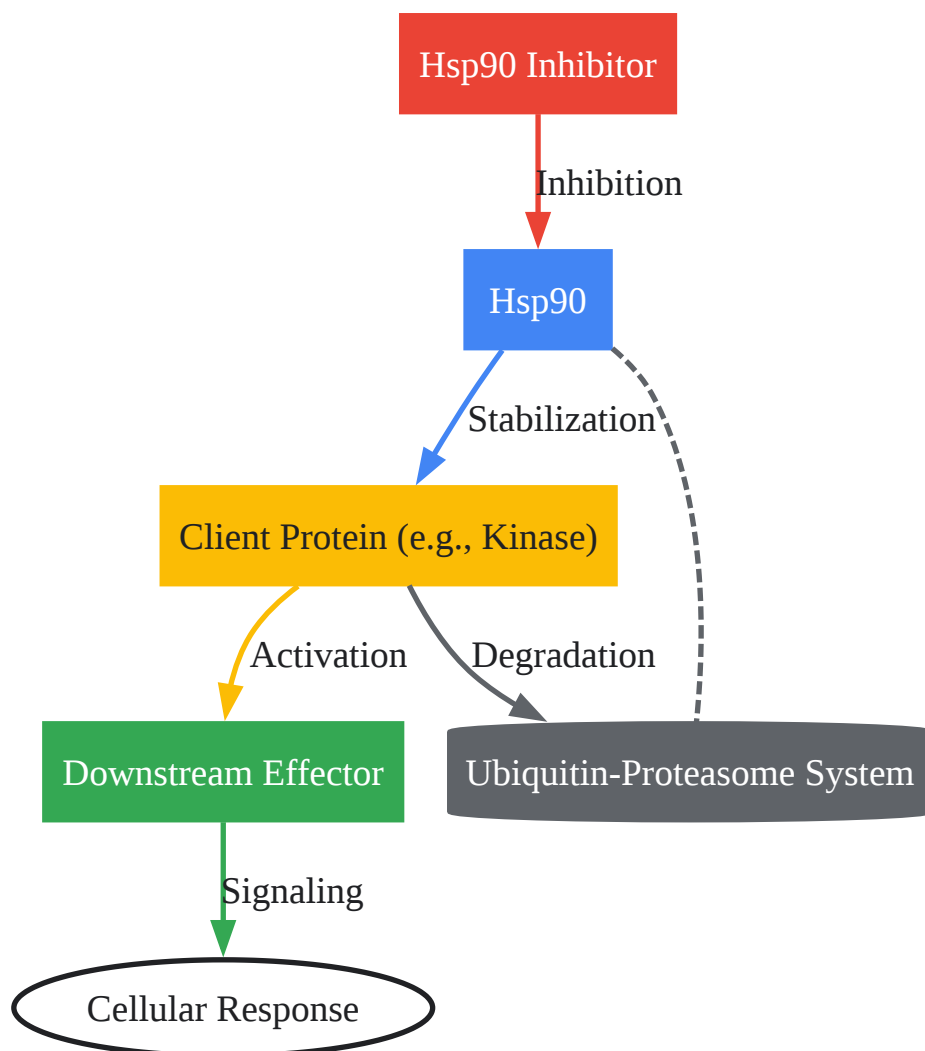 Hsp90 Inhibitor
Inhibition
Hsp90
Stabilization
Client Protein (e.g., Kinase)
Activation
Degradation
Downstream Effector
Ubiquitin-Proteasome System
Signaling
Cellular Response